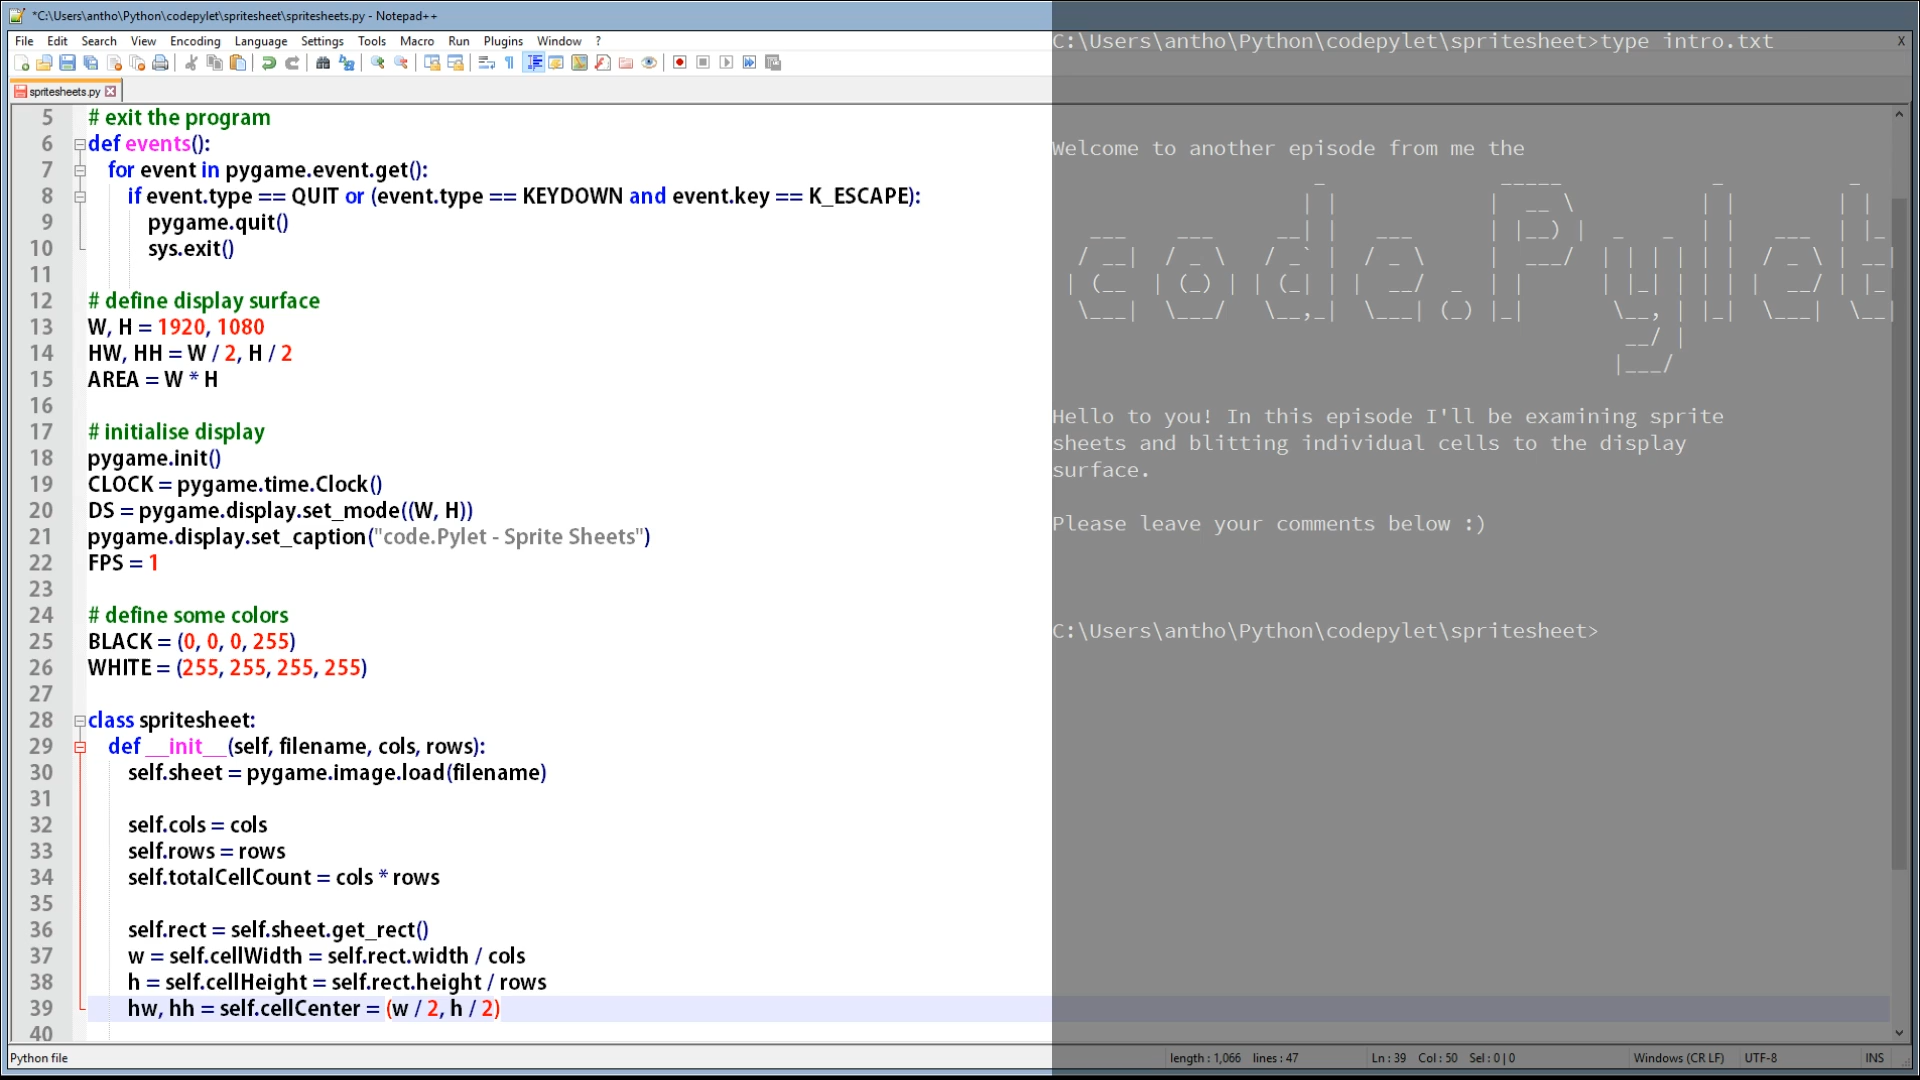 *C:\Users\antho\Python\codepylet\spritesheet\spritesheets.py - Notepad++
File Edit Search View Encoding Language Settings Tools Macro Run Plugins Window ?
X
spritesheets.py
5 # exit the program
6 def events():
7 for event in pygame.event.get():
8 if event.type == QUIT or (event.type == KEYDOWN and event.key == K_ESCAPE):
9 pygame.quit()
10 sys.exit()
11
12 # define display surface
13 W, H = 1920, 1080
14 HW, HH = W / 2, H / 2
15 AREA = W * H
16
17 # initialise display
18 pygame.init()
19 CLOCK = pygame.time.Clock()
20 DS = pygame.display.set_mode((W, H))
21 pygame.display.set_caption("code.Pylet - Sprite Sheets")
22 FPS = 1
23
24 # define some colors
25 BLACK = (0, 0, 0, 255)
26 WHITE = (255, 255, 255, 255)
27
28 class spritesheet:
29 def __init__(self, filename, cols, rows):
30 self.sheet = pygame.image.load(filename)
31
32 self.cols = cols
33 self.rows = rows
34 self.totalCellCount = cols * rows
35
36 self.rect = self.sheet.get_rect()
37 w = self.cellWidth = self.rect.width / cols
38 h = self.cellHeight = self.rect.height / rows
39 hw, hh = self.cellCenter = (w / 2, h / 2)
40
C:\Users\antho\Python\codepylet\spritesheet>type intro.txt
Welcome to another episode from me the
code.Pylet
Hello to you! In this episode I'll be examining sprite
sheets and blitting individual cells to the display
surface.
Please leave your comments below :)
C:\Users\antho\Python\codepylet\spritesheet>
Python file length : 1,066 lines : 47 Ln : 39 Col : 50 Sel : 0 | 0 Windows (CR LF) UTF-8 INS